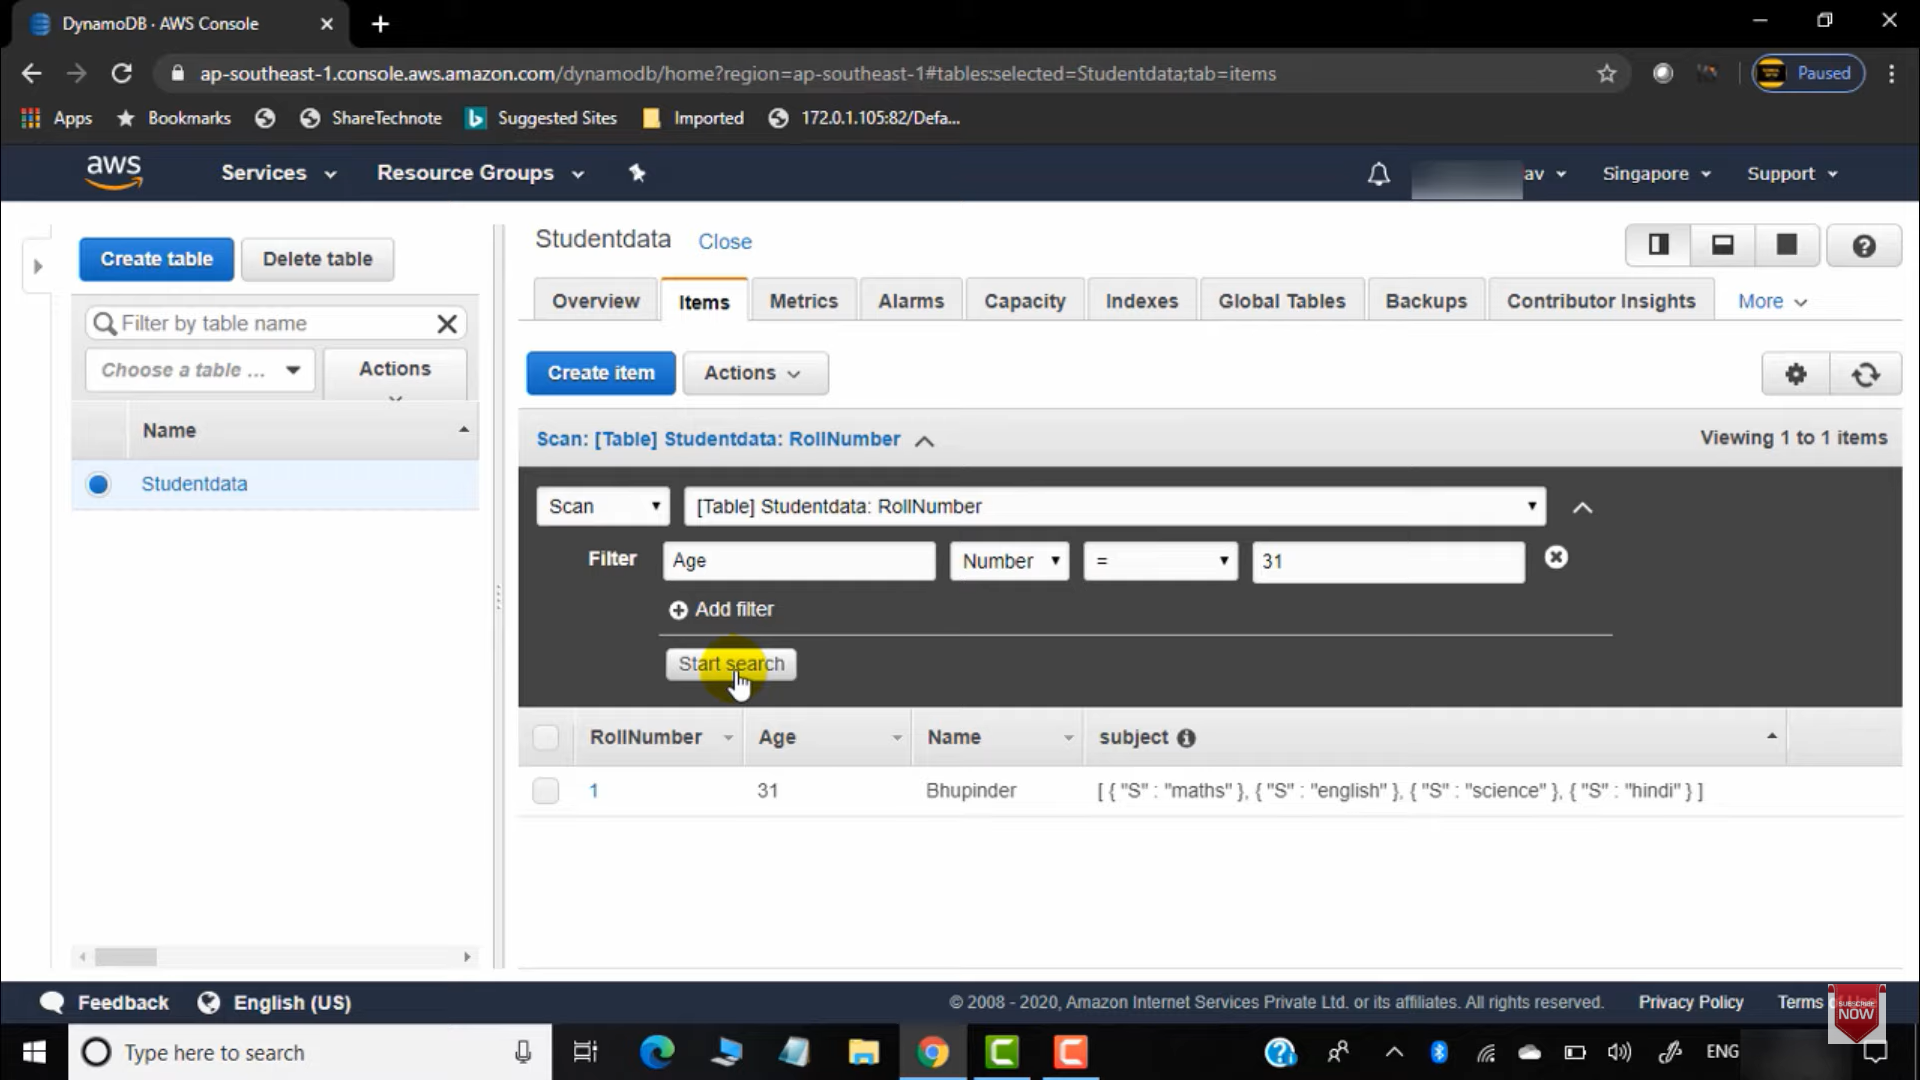 DynamoDB · AWS Console
ap-southeast-1.console.aws.amazon.com/dynamodb/home?region=ap-southeast-1#tables:selected=Studentdata;tab=items
Paused
Apps Bookmarks ShareTechnote Suggested Sites Imported 172.0.1.105:82/Defa...
aws Services Resource Groups av Singapore Support
Create table Delete table
Filter by table name
Choose a table ... Actions
Name
Studentdata
Studentdata Close
Overview Items Metrics Alarms Capacity Indexes Global Tables Backups Contributor Insights More
Create item Actions
Scan: [Table] Studentdata: RollNumber Viewing 1 to 1 items
Scan [Table] Studentdata: RollNumber
Filter Age Number = 31
Add filter
Start search
RollNumber Age Name subject
1 31 Bhupinder [ { "S" : "maths" }, { "S" : "english" }, { "S" : "science" }, { "S" : "hindi" } ]
Feedback English (US) © 2008 - 2020, Amazon Internet Services Private Ltd. or its affiliates. All rights reserved. Privacy Policy Terms
SUBSCRIBE
NOW
Type here to search ENG